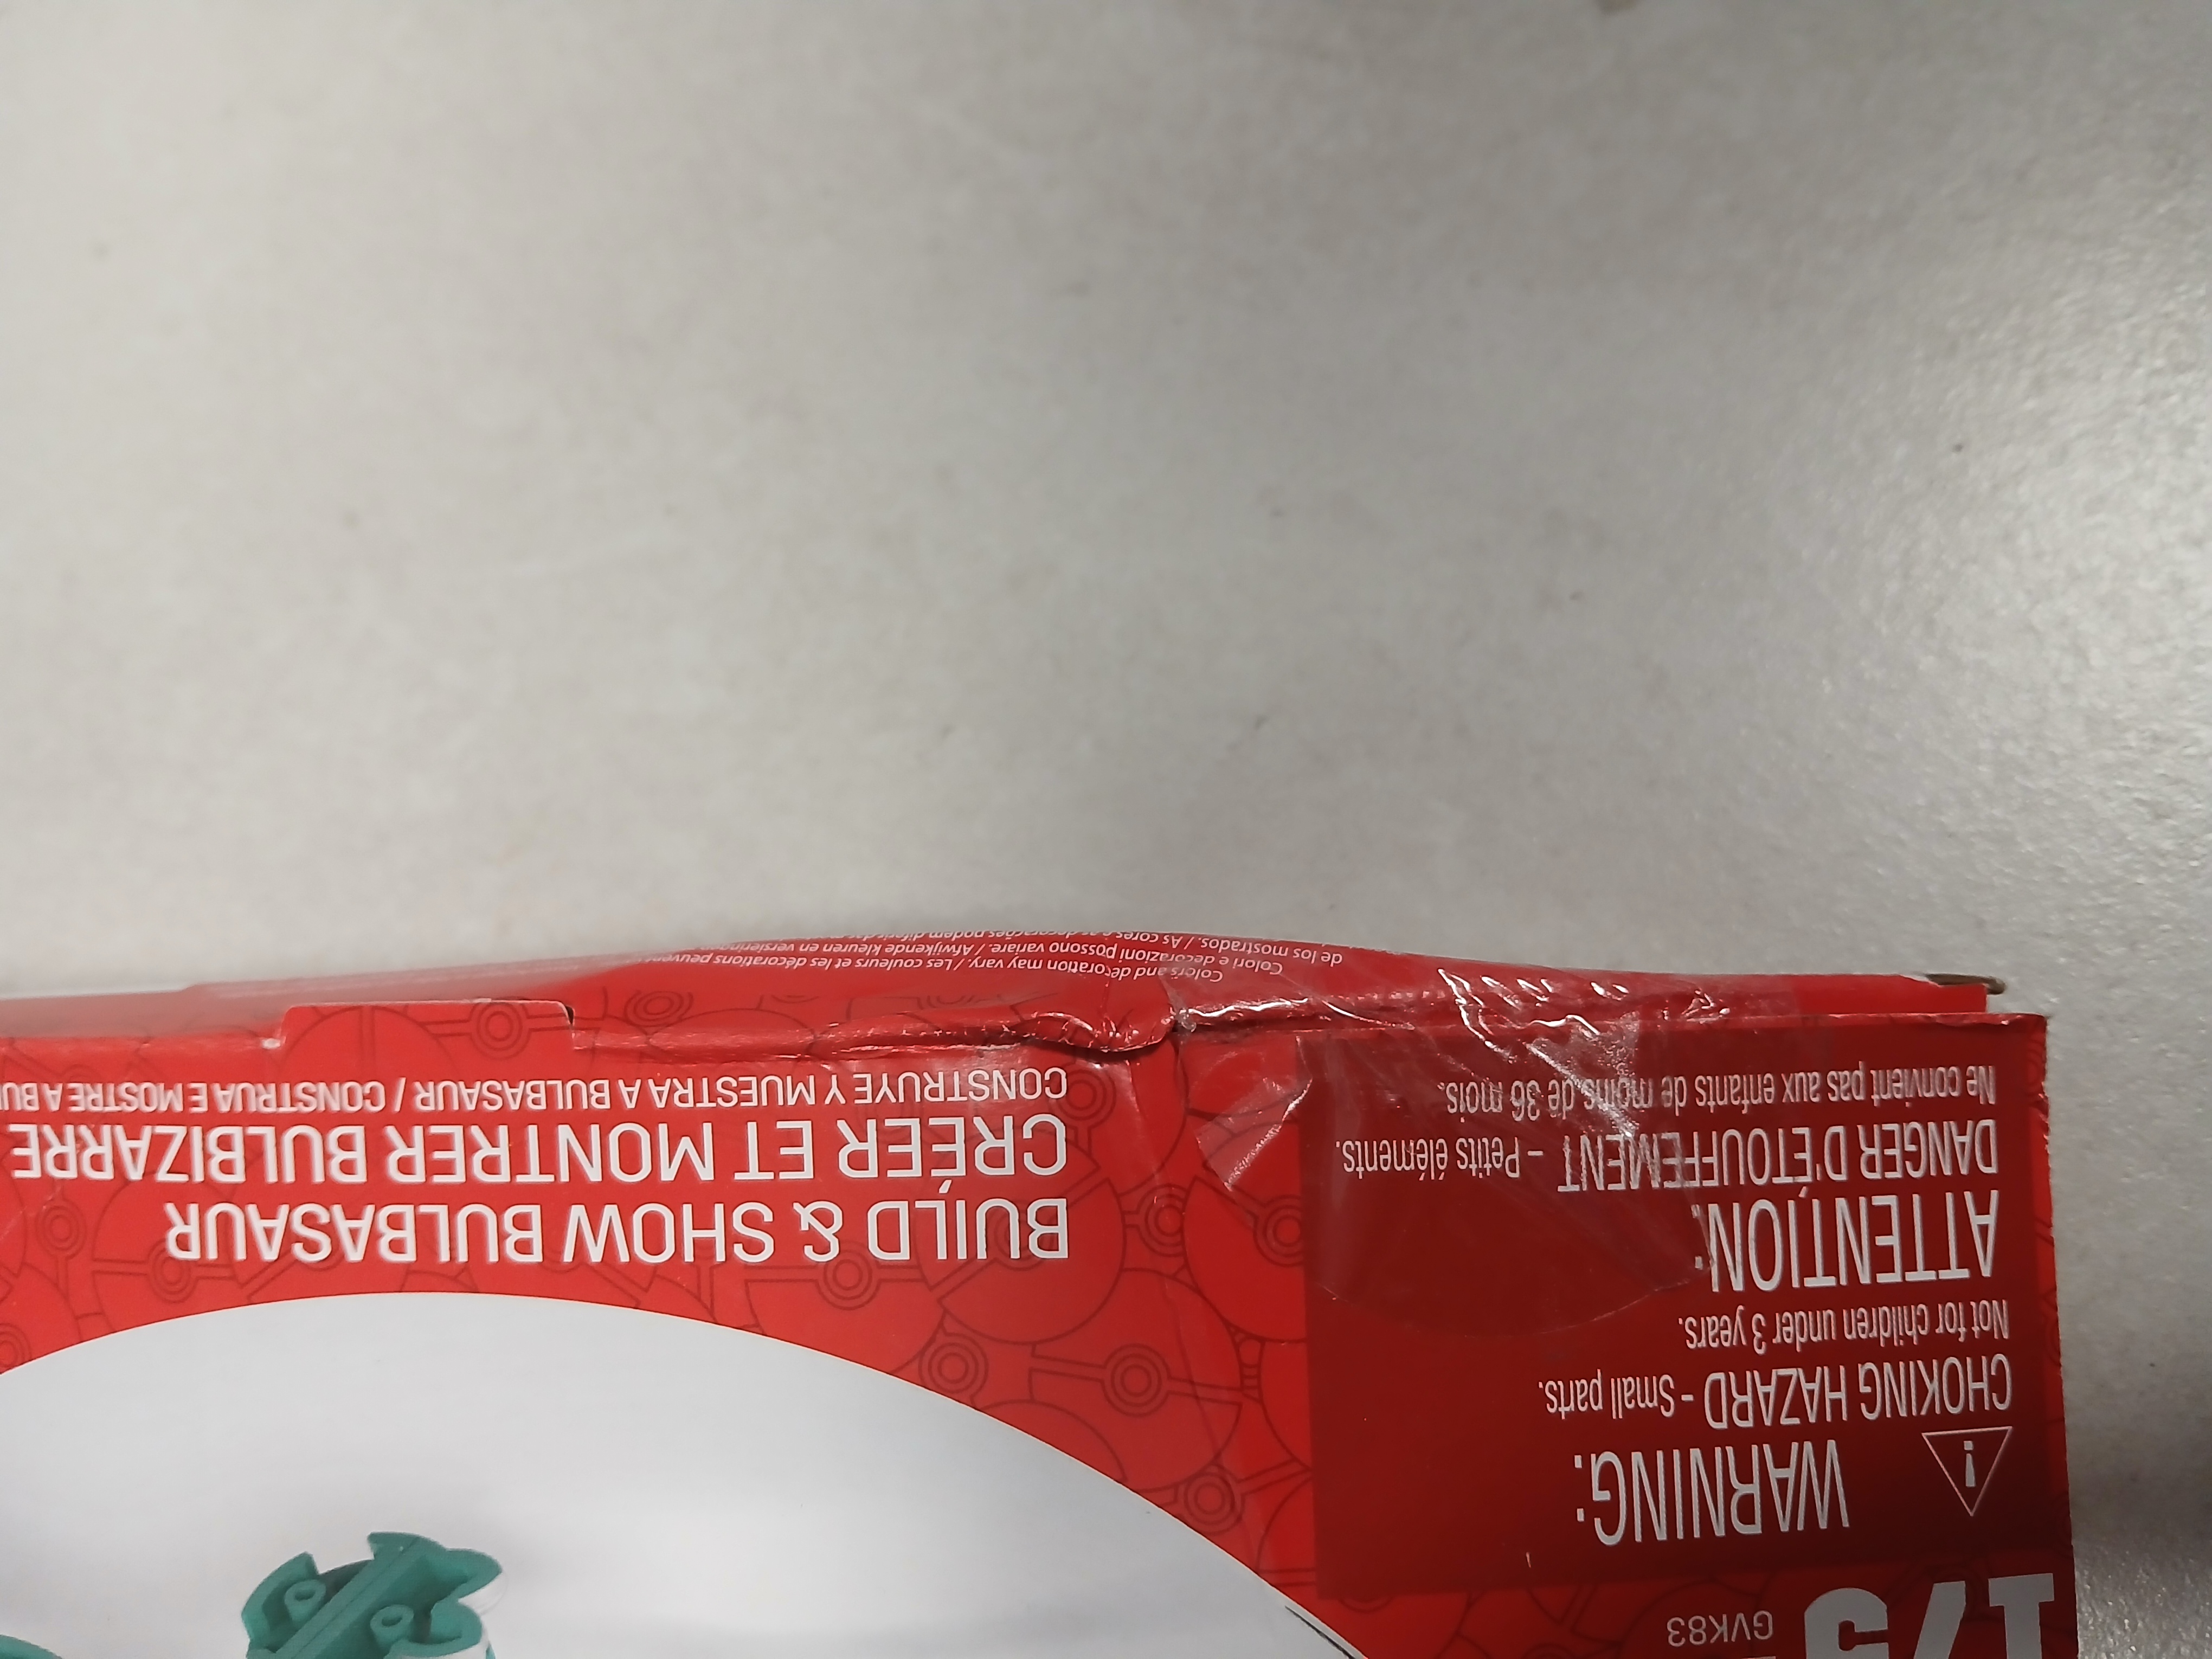 175
GVK83
WARNING:
CHOKING HAZARD - Small parts.
Not for children under 3 years.
ATTENTION:
DANGER D'ÉTOUFFEMENT - Petits éléments.
Ne convient pas aux enfants de moins de 36 mois.
BUILD & SHOW BULBASAUR
CRÉER ET MONTRER BULBIZARRE
CONSTRUYE Y MUESTRA A BULBASAUR / CONSTRUA E MOSTRE A
Colors and decoration may vary. / Les couleurs et les décorations peuvent
Colori e decorazioni possono variare. / Afwijkende kleuren en versieringen
de los mostrados. / As cores e as decorações podem diferir